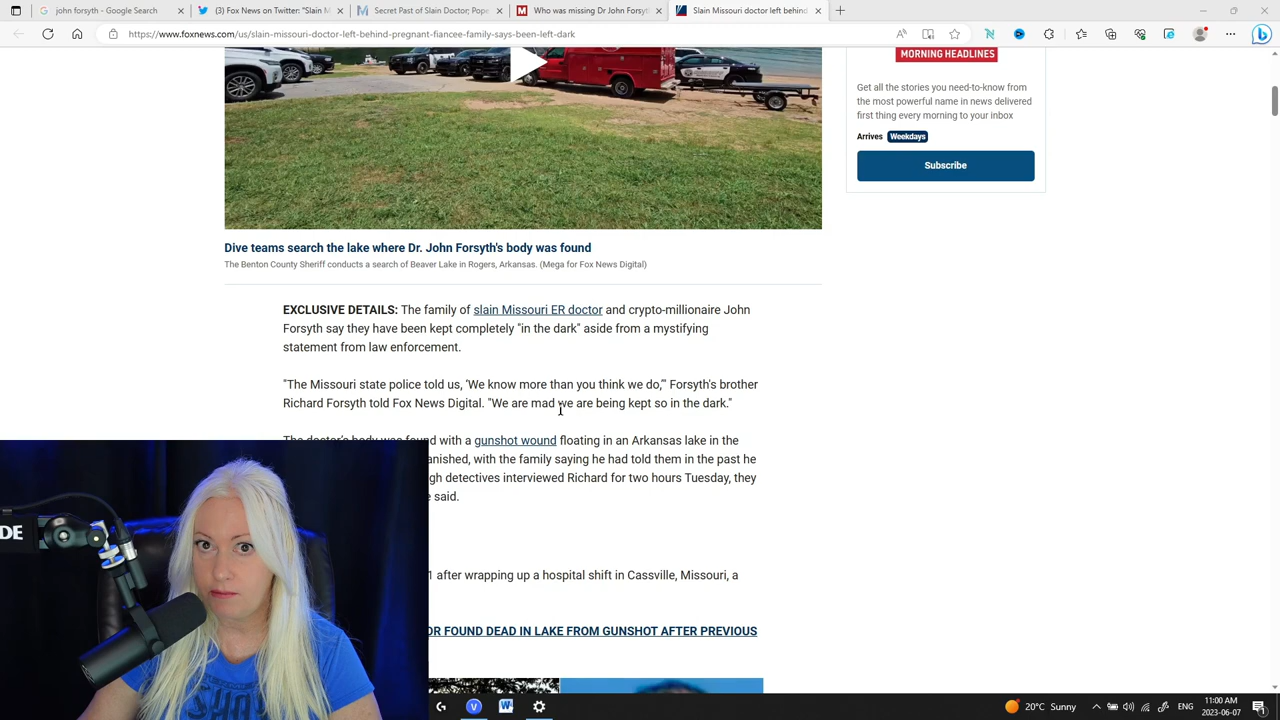 john forsyth - Google Search
Fox News on Twitter: "Slain M
Secret Past of Slain Doctor; Pope
Who was missing Dr John Forsyth
Slain Missouri doctor left behind
https://www.foxnews.com/us/slain-missouri-doctor-left-behind-pregnant-fiancee-family-says-been-left-dark
MORNING HEADLINES
Get all the stories you need-to-know from
the most powerful name in news delivered
first thing every morning to your inbox
Arrives Weekdays
Subscribe
Dive teams search the lake where Dr. John Forsyth's body was found
The Benton County Sheriff conducts a search of Beaver Lake in Rogers, Arkansas. (Mega for Fox News Digital)
EXCLUSIVE DETAILS: The family of slain Missouri ER doctor and crypto-millionaire John
Forsyth say they have been kept completely "in the dark" aside from a mystifying
statement from law enforcement.
"The Missouri state police told us, 'We know more than you think we do,'" Forsyth's brother
Richard Forsyth told Fox News Digital. "We are mad we are being kept so in the dark."
The doctor's body was found with a gunshot wound floating in an Arkansas lake in the
anished, with the family saying he had told them in the past he
gh detectives interviewed Richard for two hours Tuesday, they
e said.
1 after wrapping up a hospital shift in Cassville, Missouri, a
OR FOUND DEAD IN LAKE FROM GUNSHOT AFTER PREVIOUS
DE
20°C Sunny
ENG
11:00 AM
2023-06-07